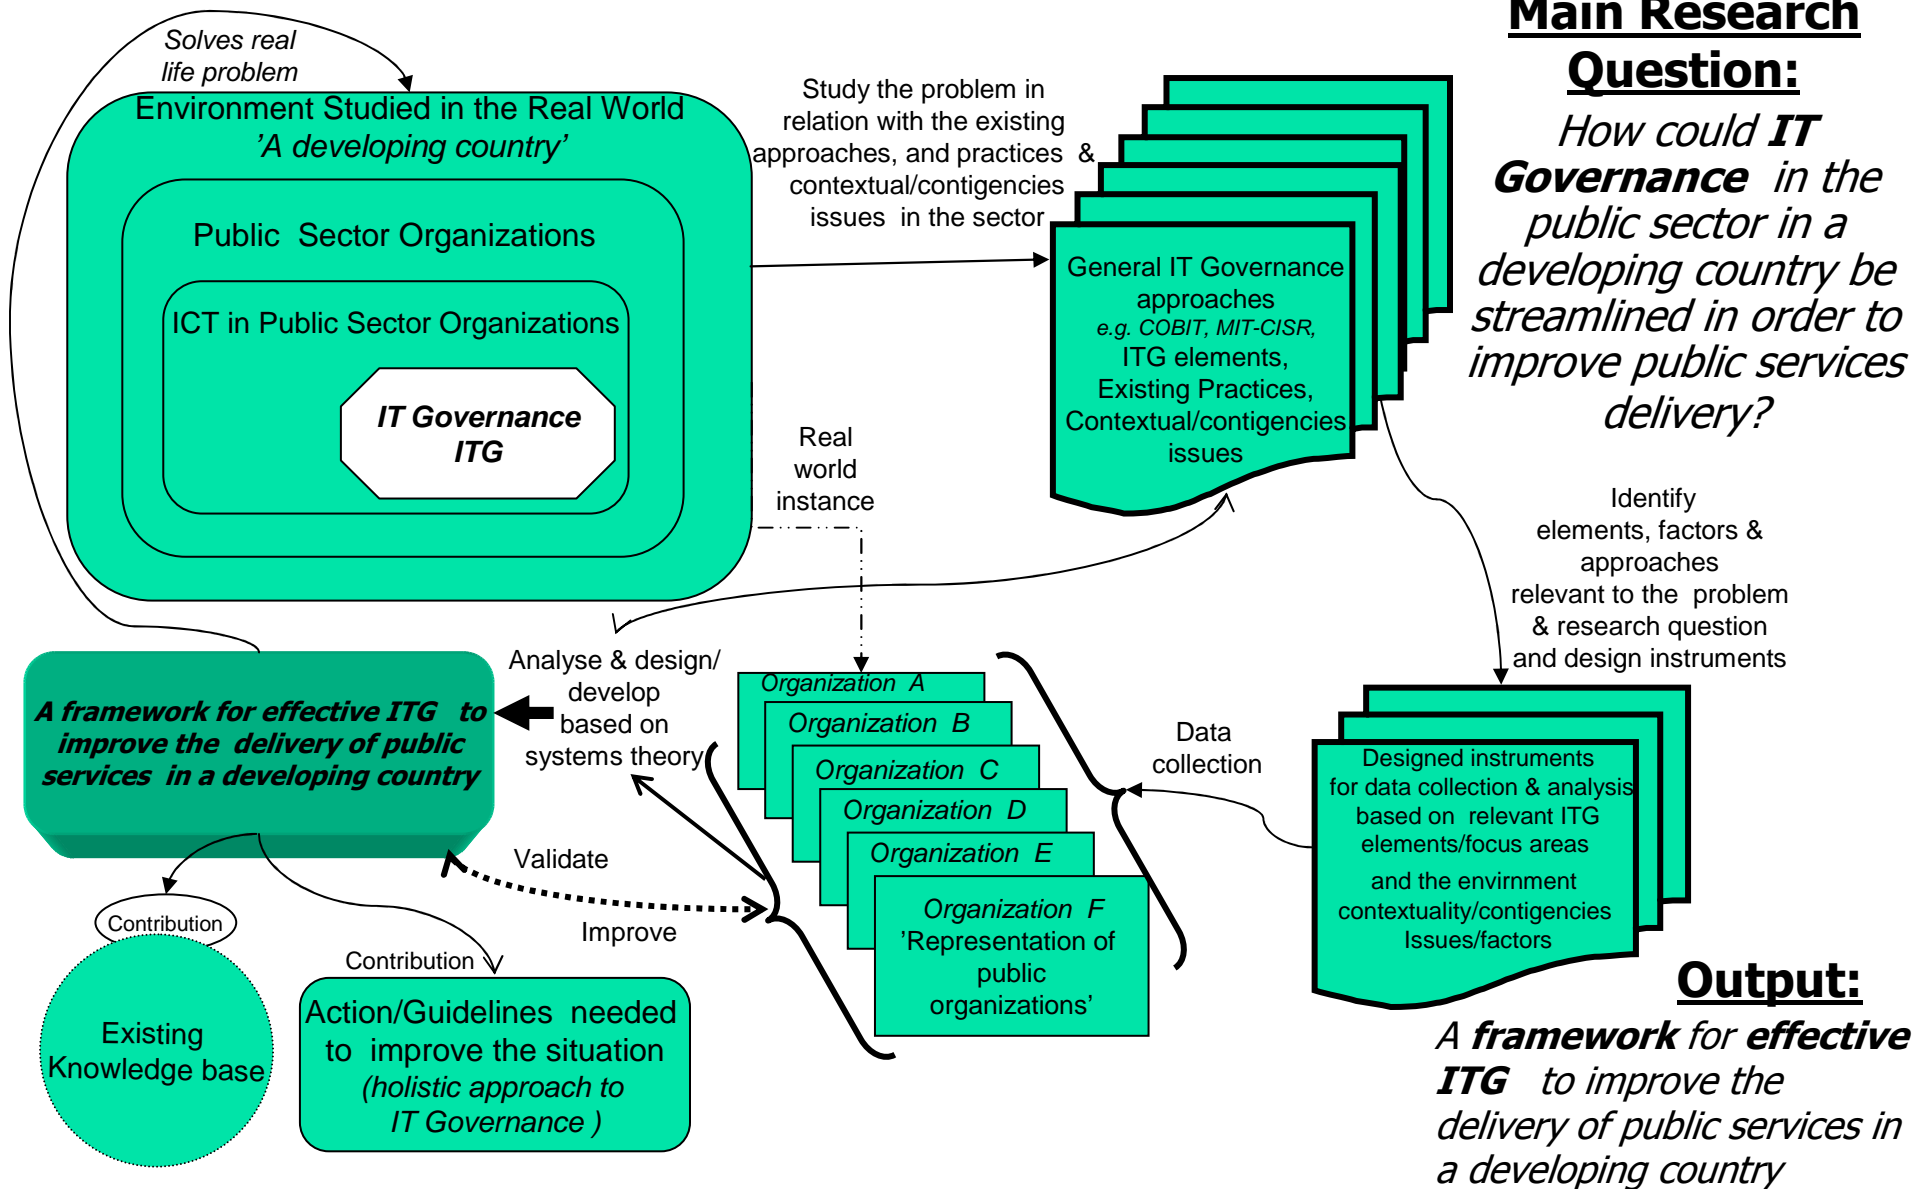 Solves real
life problem
Environment Studied in the Real World
'A developing country'
Public Sector Organizations
ICT in Public Sector Organizations
IT Governance
ITG
Study the problem in
relation with the existing
approaches, and practices &
contextual/contigencies
issues in the sector
General IT Governance
approaches
e.g. COBIT, MIT-CISR,
ITG elements,
Existing Practices,
Contextual/contigencies
issues
Main Research
Question:
How could IT
Governance in the
public sector in a
developing country be
streamlined in order to
improve public services
delivery?
Real
world
instance
Identify
elements, factors &
approaches
relevant to the problem
& research question
and design instruments
A framework for effective ITG to
improve the delivery of public
services in a developing country
Analyse & design/
develop
based on
systems theory
Organization A
Organization B
Organization C
Organization D
Organization E
Organization F
'Representation of
public
organizations'
Data
collection
Designed instruments
for data collection & analysis
based on relevant ITG
elements/focus areas
and the envirnment
contextuality/contigencies
Issues/factors
Validate
Improve
Contribution
Existing
Knowledge base
Contribution
Action/Guidelines needed
to improve the situation
(holistic approach to
IT Governance )
Output:
A framework for effective
ITG to improve the
delivery of public services in
a developing country